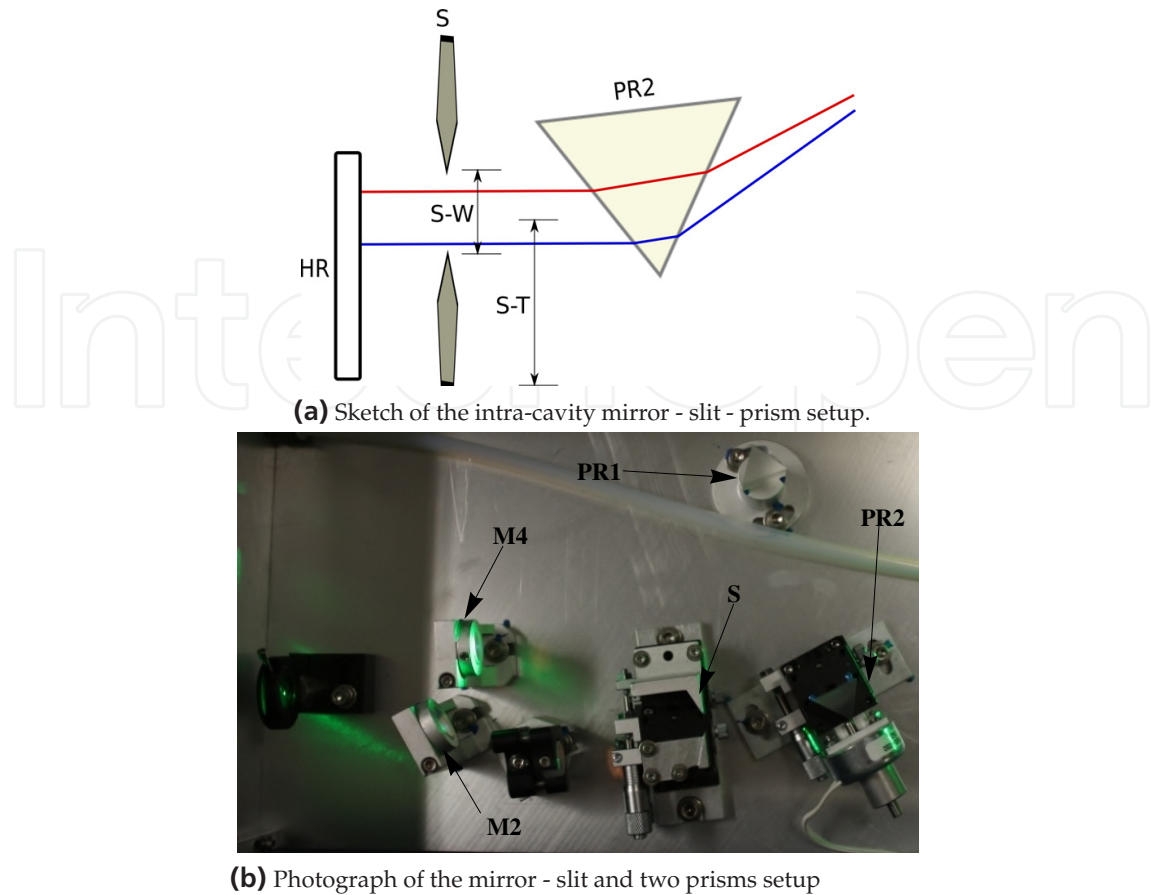 S
PR2
S-W
HR
S-T
IntechOpen
(a) Sketch of the intra-cavity mirror - slit - prism setup.
PR1
PR2
M4
S
M2
(b) Photograph of the mirror - slit and two prisms setup